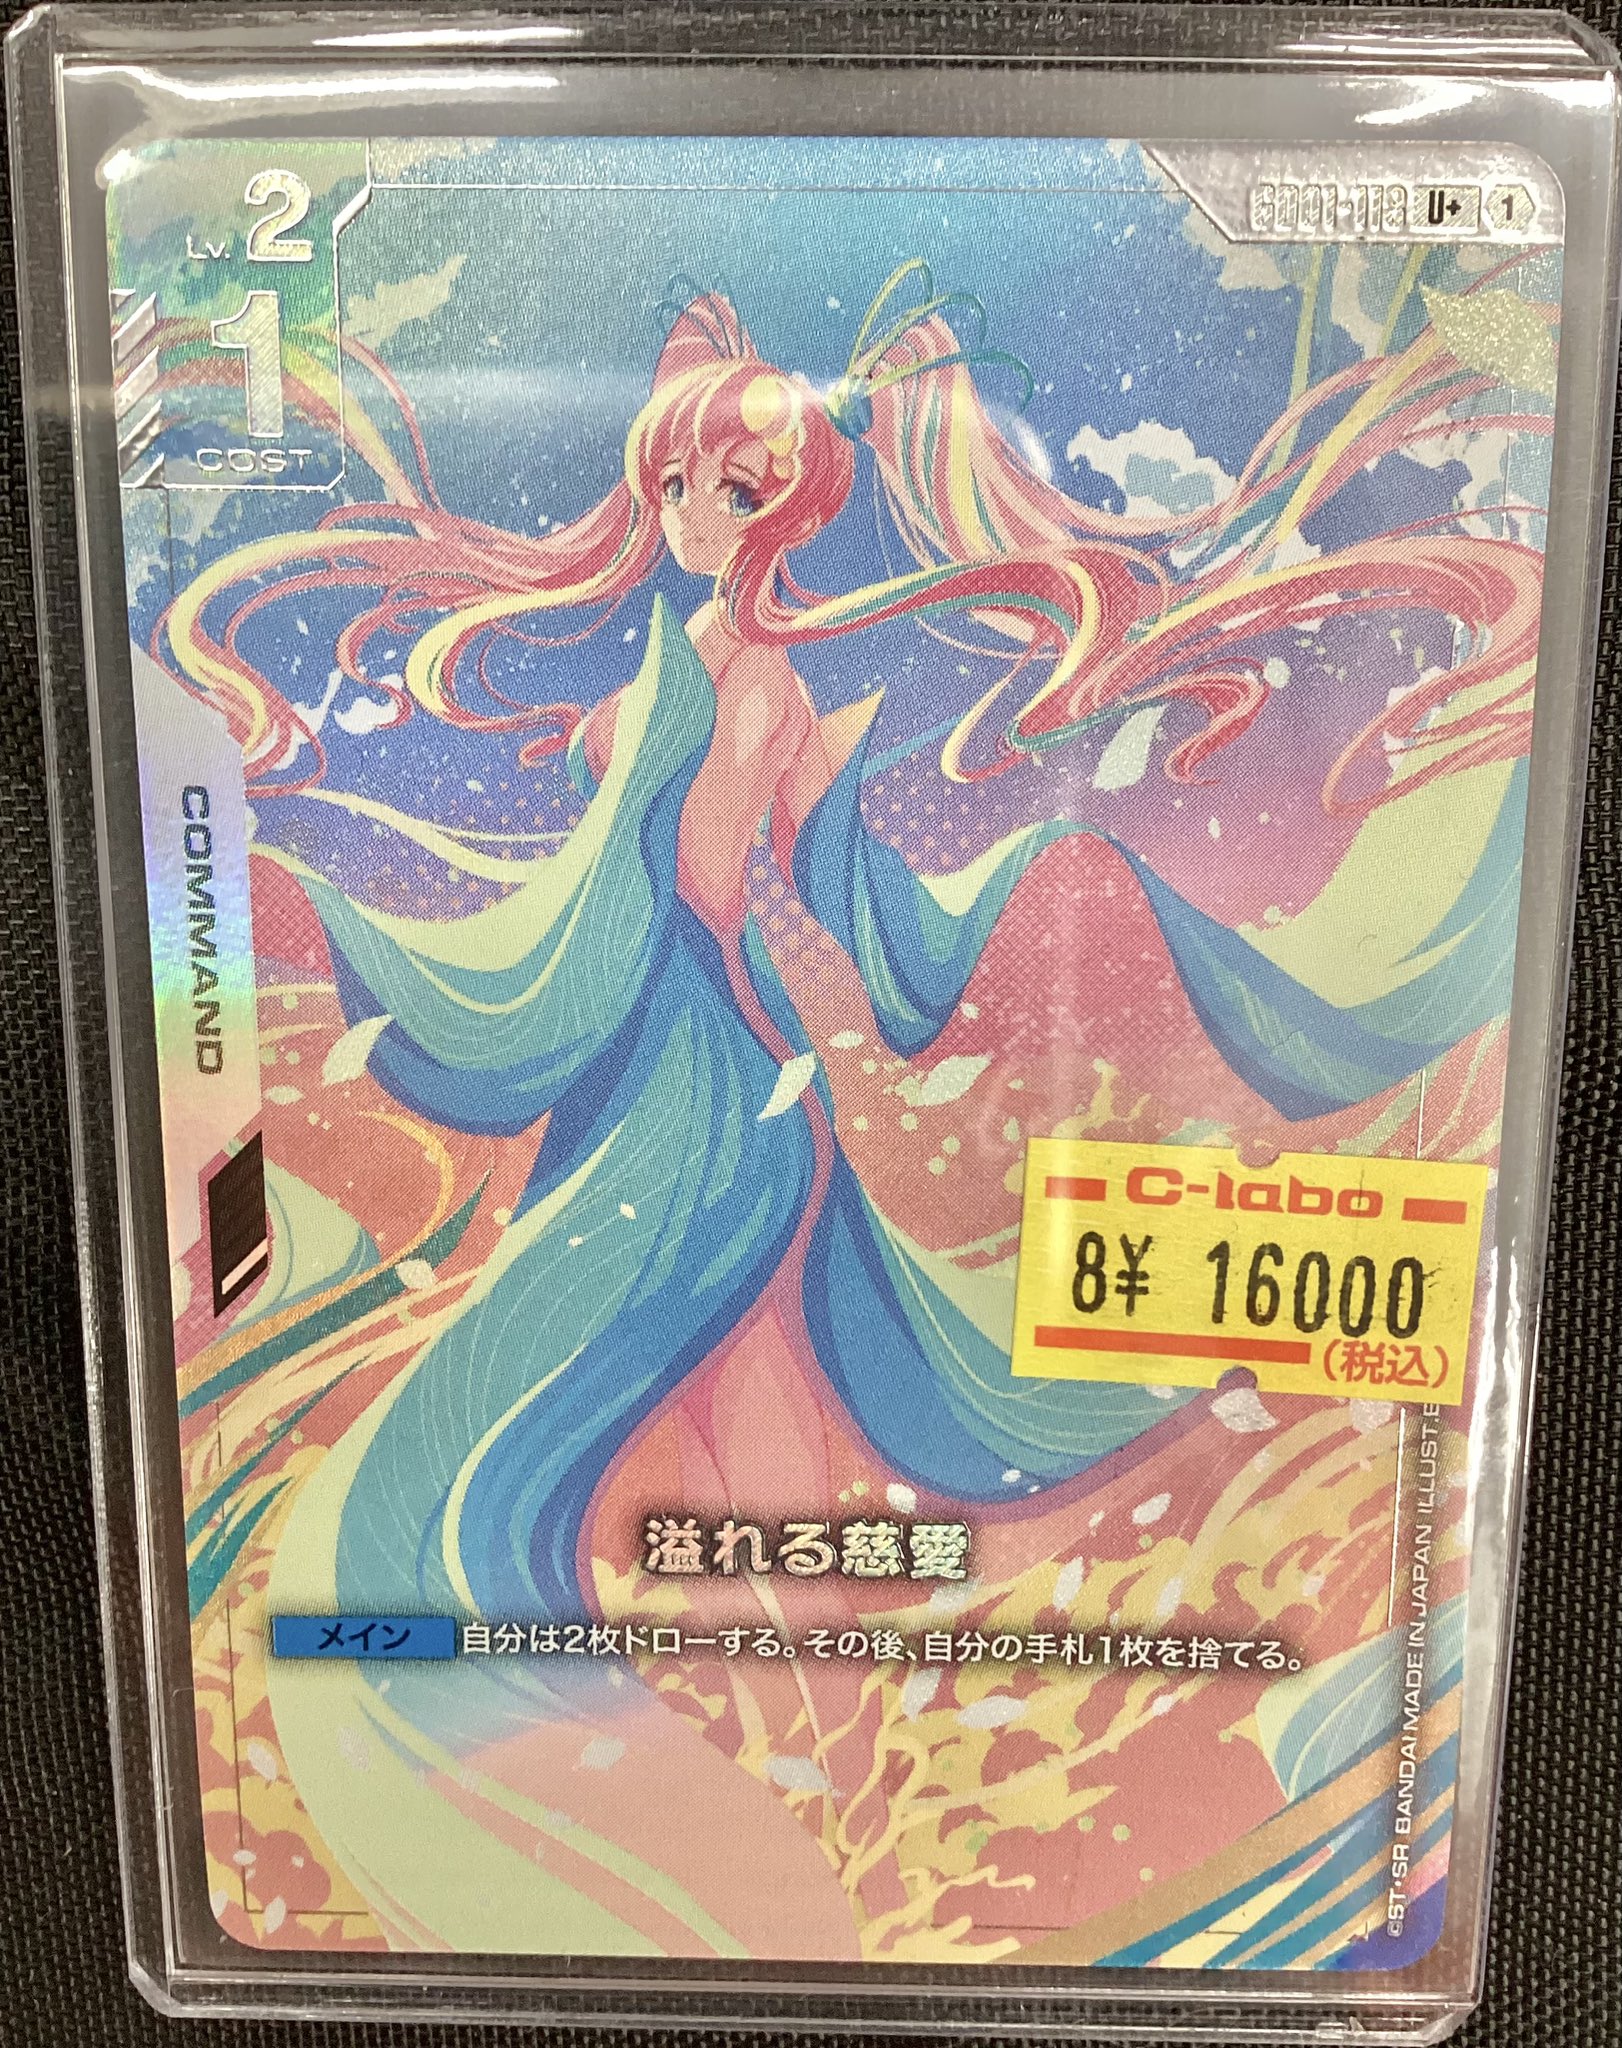 Lv. 2
GD01-118 U+ 1
1
COST
COMMAND
C-labo
8¥ 16000
(税込)
溢れる慈愛
メイン 自分は2枚ドローする。その後、自分の手札1枚を捨てる。
©ST・SR BANDAI MADE IN JAPAN ILLUST.